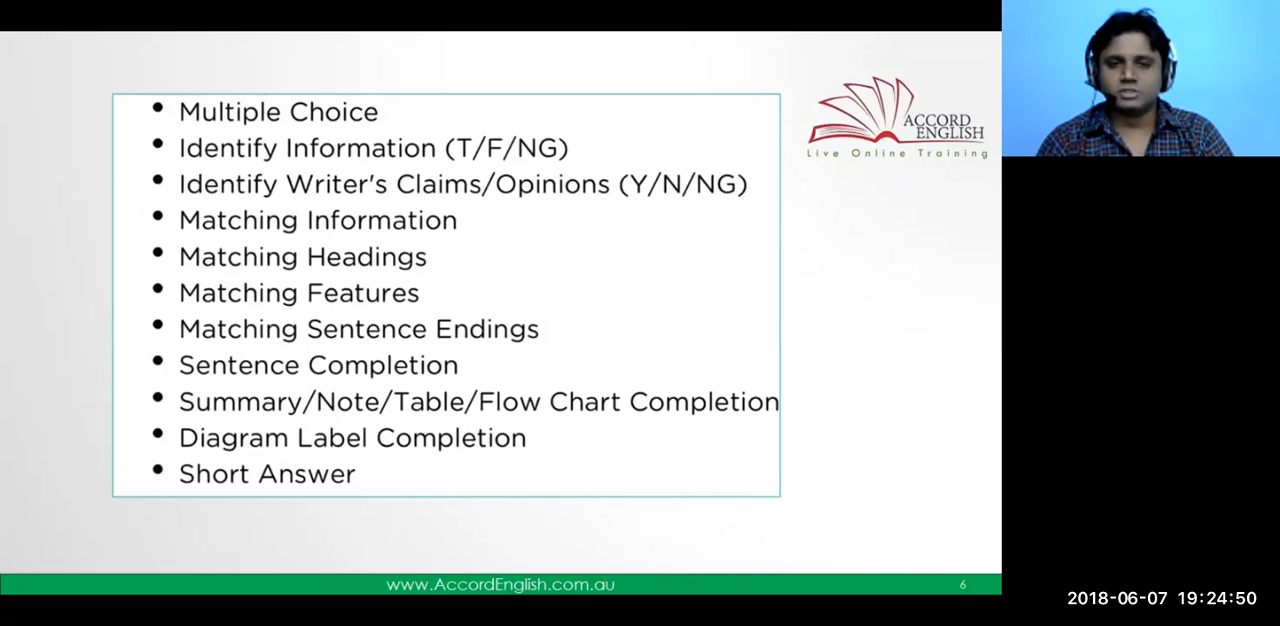 • Multiple Choice
• Identify Information (T/F/NG)
• Identify Writer's Claims/Opinions (Y/N/NG)
• Matching Information
• Matching Headings
• Matching Features
• Matching Sentence Endings
• Sentence Completion
• Summary/Note/Table/Flow Chart Completion
• Diagram Label Completion
• Short Answer
ACCORD
ENGLISH
Live Online Training
www.AccordEnglish.com.au
6
2018-06-07 19:24:50